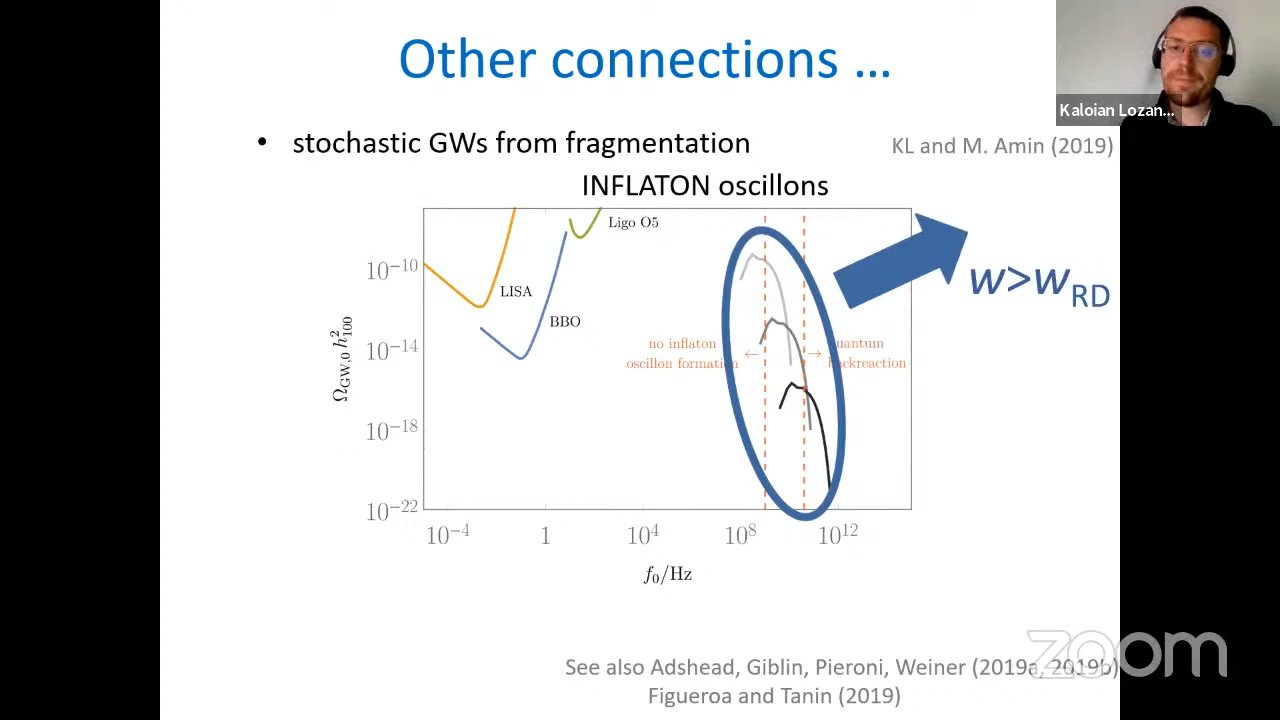 Other connections ...
Kaloian Lozan...
• stochastic GWs from fragmentation
KL and M. Amin (2019)
INFLATON oscillons
Ligo O5
LISA
BBO
w>w_RD
no inflaton
oscillon formation
←
→
quantum
backreaction
Ω_GW,0 h²_100
10⁻¹⁰
10⁻¹⁴
10⁻¹⁸
10⁻²²
10⁻⁴
1
10⁴
10⁸
10¹²
f₀/Hz
zoom
See also Adshead, Giblin, Pieroni, Weiner (2019a, 2019b)
Figueroa and Tanin (2019)